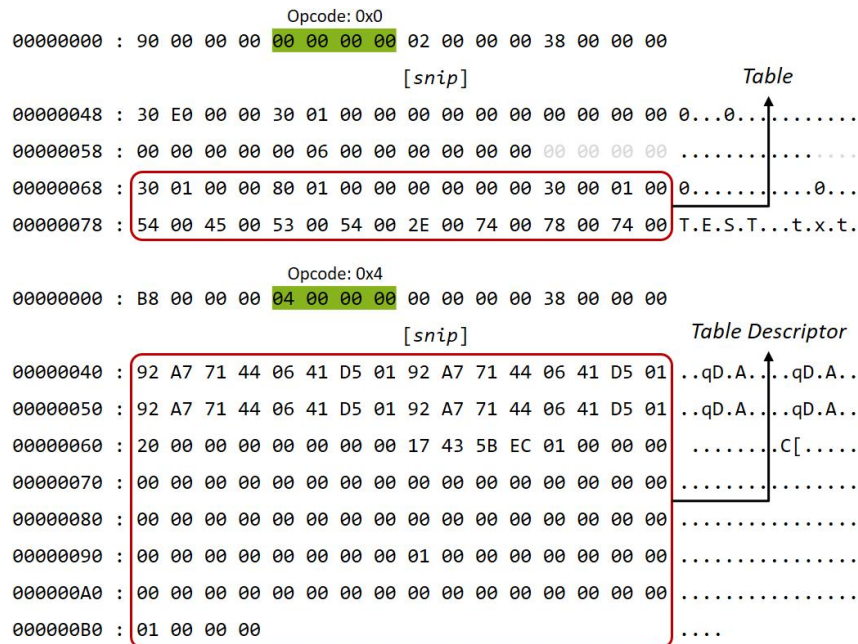 Opcode: 0x0
00000000 : 90 00 00 00 00 00 00 00 02 00 00 00 38 00 00 00
[snip]
Table
00000048 : 30 E0 00 00 30 01 00 00 00 00 00 00 00 00 00 00 0...0...........
00000058 : 00 00 00 00 00 06 00 00 00 00 00 00 00 00 00 00 ................
00000068 : 30 01 00 00 80 01 00 00 00 00 00 00 30 00 01 00 0...........0...
00000078 : 54 00 45 00 53 00 54 00 2E 00 74 00 78 00 74 00 T.E.S.T...t.x.t.
Opcode: 0x4
00000000 : B8 00 00 00 04 00 00 00 00 00 00 00 38 00 00 00
[snip]
Table Descriptor
00000040 : 92 A7 71 44 06 41 D5 01 92 A7 71 44 06 41 D5 01 ..qD.A....qD.A..
00000050 : 92 A7 71 44 06 41 D5 01 92 A7 71 44 06 41 D5 01 ..qD.A....qD.A..
00000060 : 20 00 00 00 00 00 00 00 17 43 5B EC 01 00 00 00 ........C[.....
00000070 : 00 00 00 00 00 00 00 00 00 00 00 00 00 00 00 00 ................
00000080 : 00 00 00 00 00 00 00 00 00 00 00 00 00 00 00 00 ................
00000090 : 00 00 00 00 00 00 00 00 01 00 00 00 00 00 00 00 ................
000000A0 : 00 00 00 00 00 00 00 00 00 00 00 00 00 00 00 00 ................
000000B0 : 01 00 00 00 ....